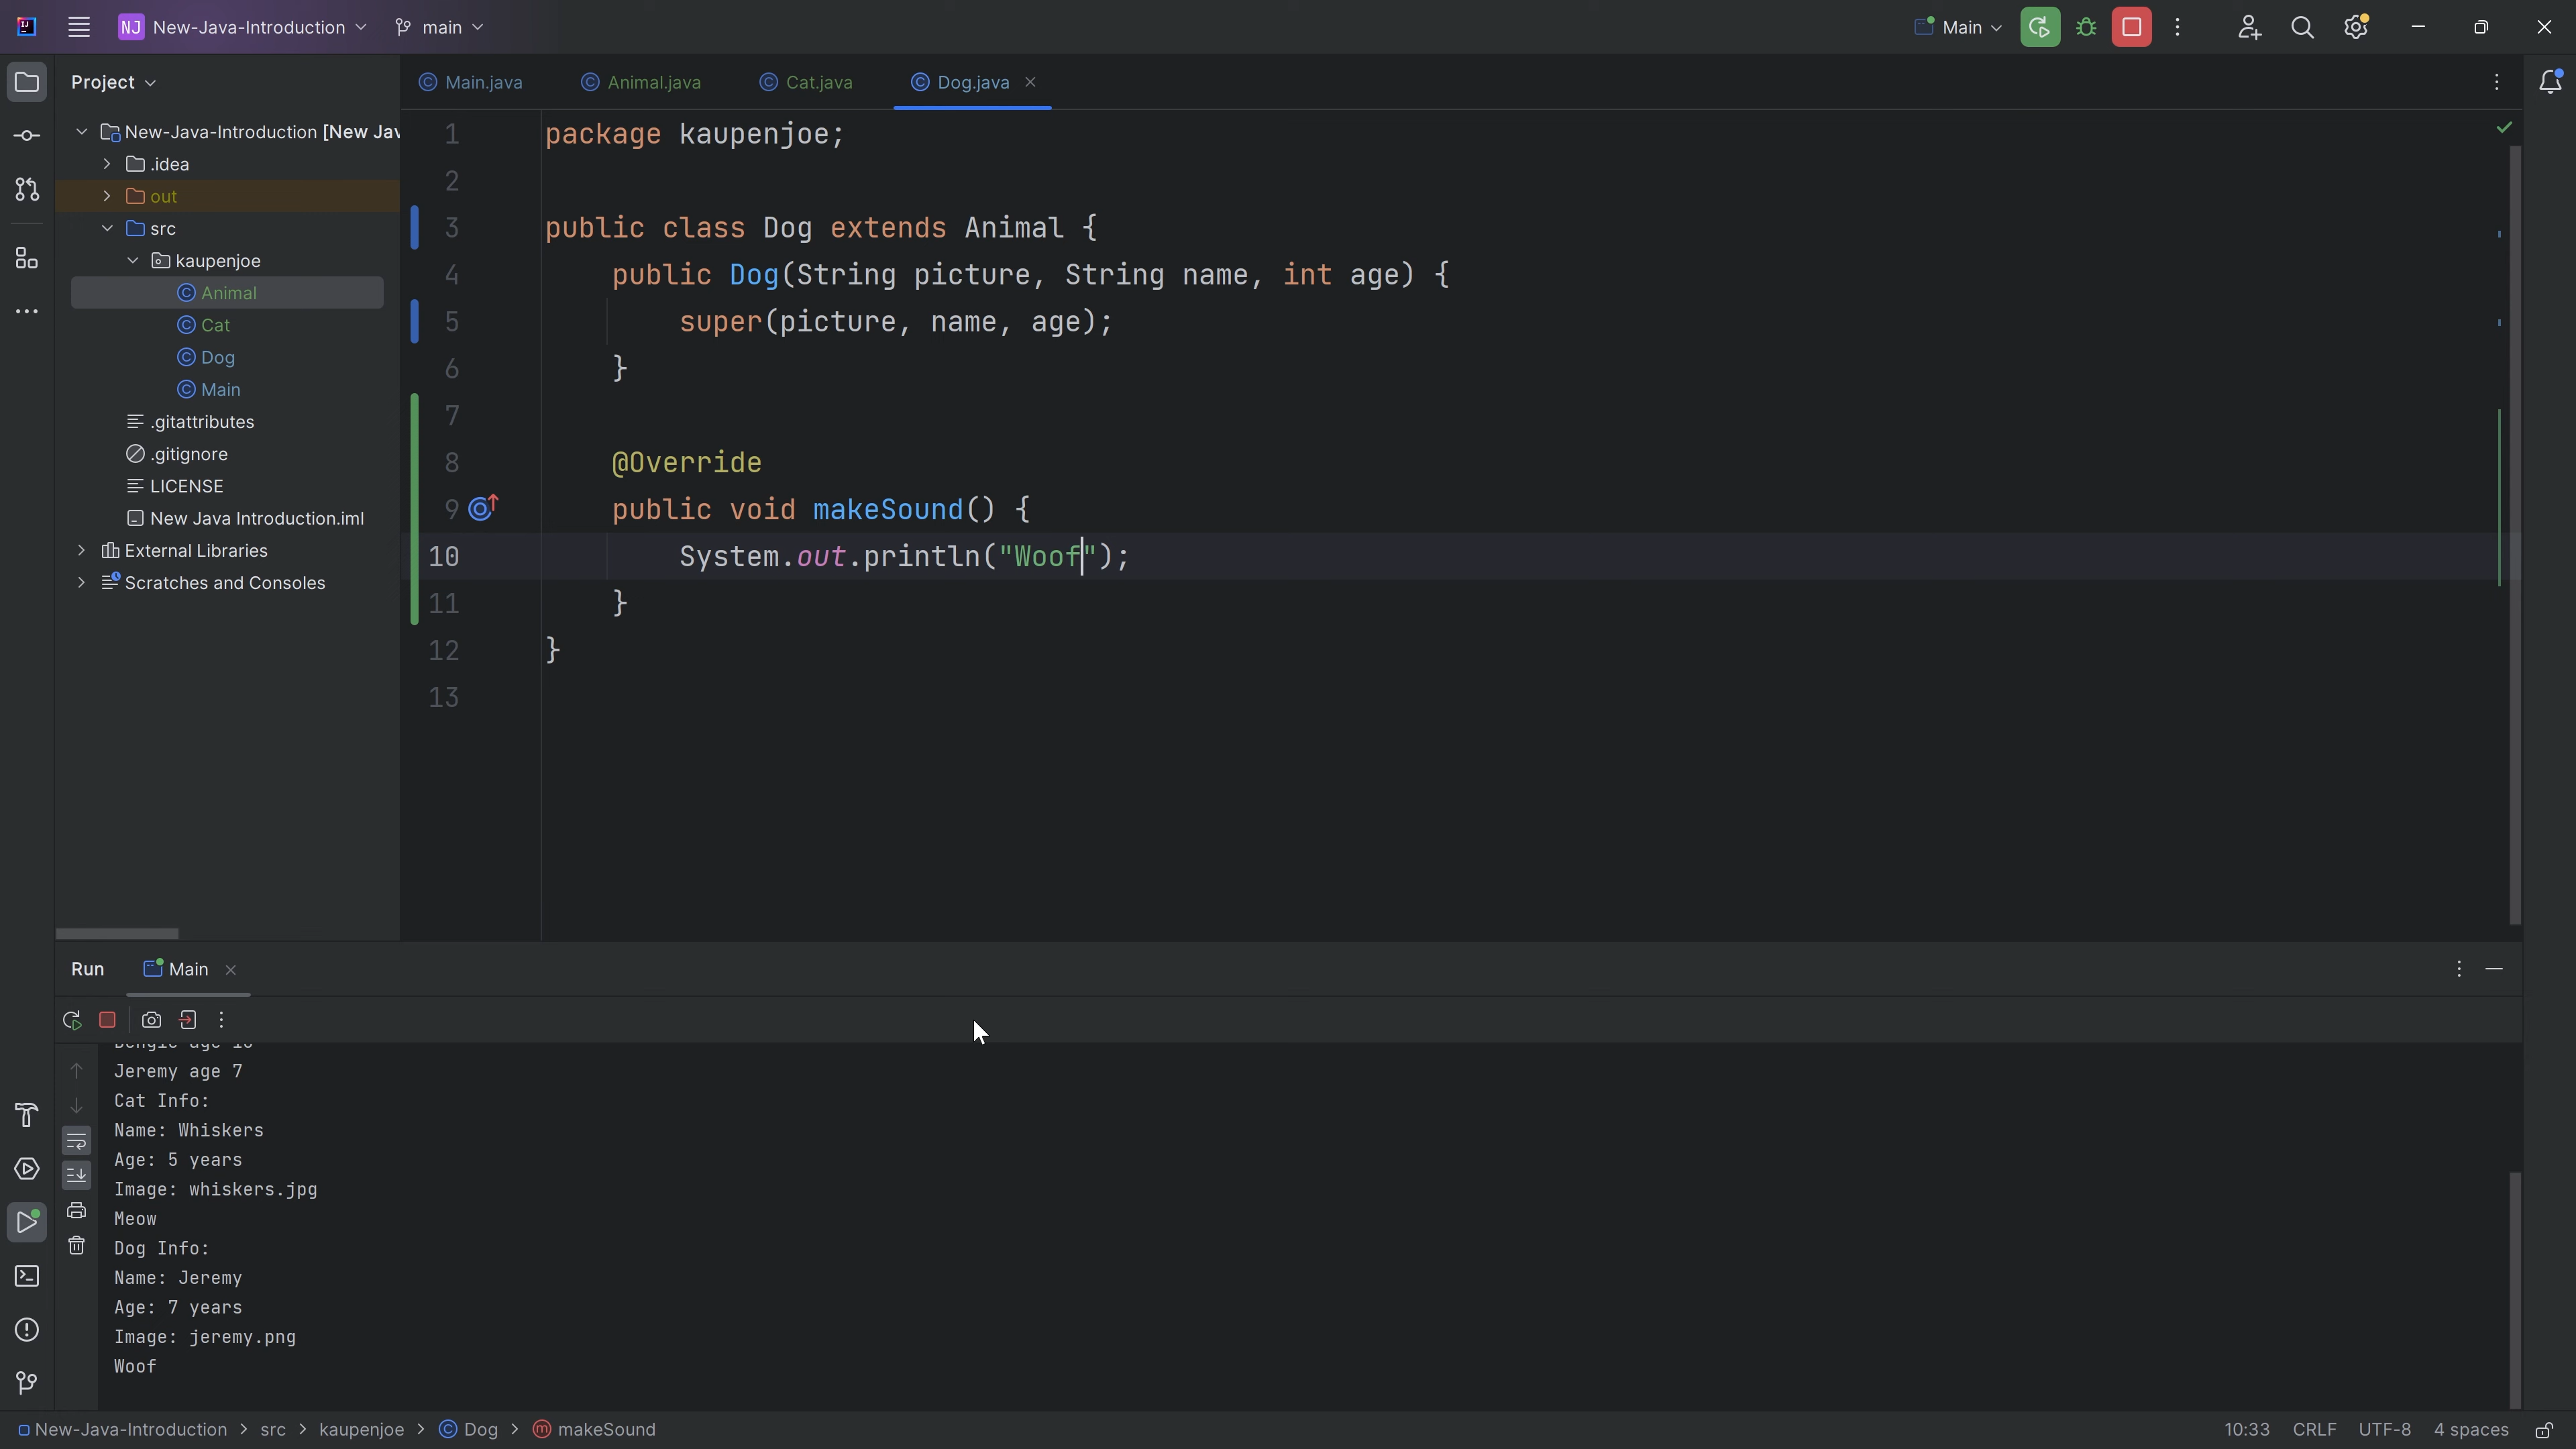 NJ New-Java-Introduction main Main
Project
Main.java Animal.java Cat.java Dog.java
New-Java-Introduction [New Jav
.idea
out
src
kaupenjoe
Animal
Cat
Dog
Main
.gitattributes
.gitignore
LICENSE
New Java Introduction.iml
External Libraries
Scratches and Consoles
1 package kaupenjoe;
2
3 public class Dog extends Animal {
4 public Dog(String picture, String name, int age) {
5 super(picture, name, age);
6 }
7
8 @Override
9 public void makeSound() {
10 System.out.println("Woof");
11 }
12 }
13
Run Main
Jeremy age 7
Cat Info:
Name: Whiskers
Age: 5 years
Image: whiskers.jpg
Meow
Dog Info:
Name: Jeremy
Age: 7 years
Image: jeremy.png
Woof
New-Java-Introduction > src > kaupenjoe > Dog > makeSound 10:33 CRLF UTF-8 4 spaces